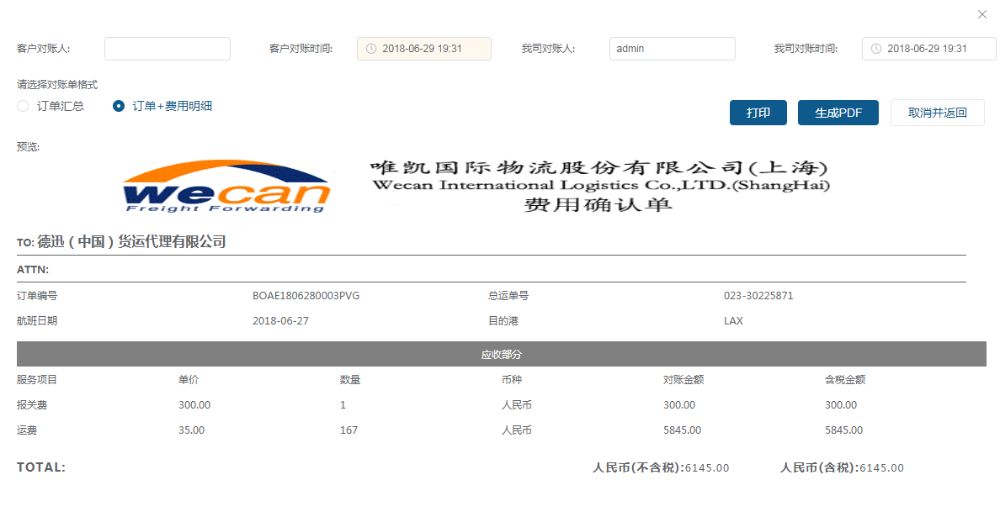 客户对账人: 客户对账时间: 2018-06-29 19:31 我司对账人: admin 我司对账时间: 2018-06-29 19:31
请选择对账单格式
订单汇总 订单+费用明细 打印 生成PDF 取消并返回
预览:
wecan
Freight Forwarding
唯凯国际物流股份有限公司(上海)
Wecan International Logistics Co.,LTD.(ShangHai)
费用确认单
TO: 德迅（中国）货运代理有限公司
ATTN:
订单编号 BOAE1806280003PVG 总运单号 023-30225871
航班日期 2018-06-27 目的港 LAX
应收部分
服务项目 单价 数量 币种 对账金额 含税金额
报关费 300.00 1 人民币 300.00 300.00
运费 35.00 167 人民币 5845.00 5845.00
TOTAL: 人民币(不含税):6145.00 人民币(含税):6145.00